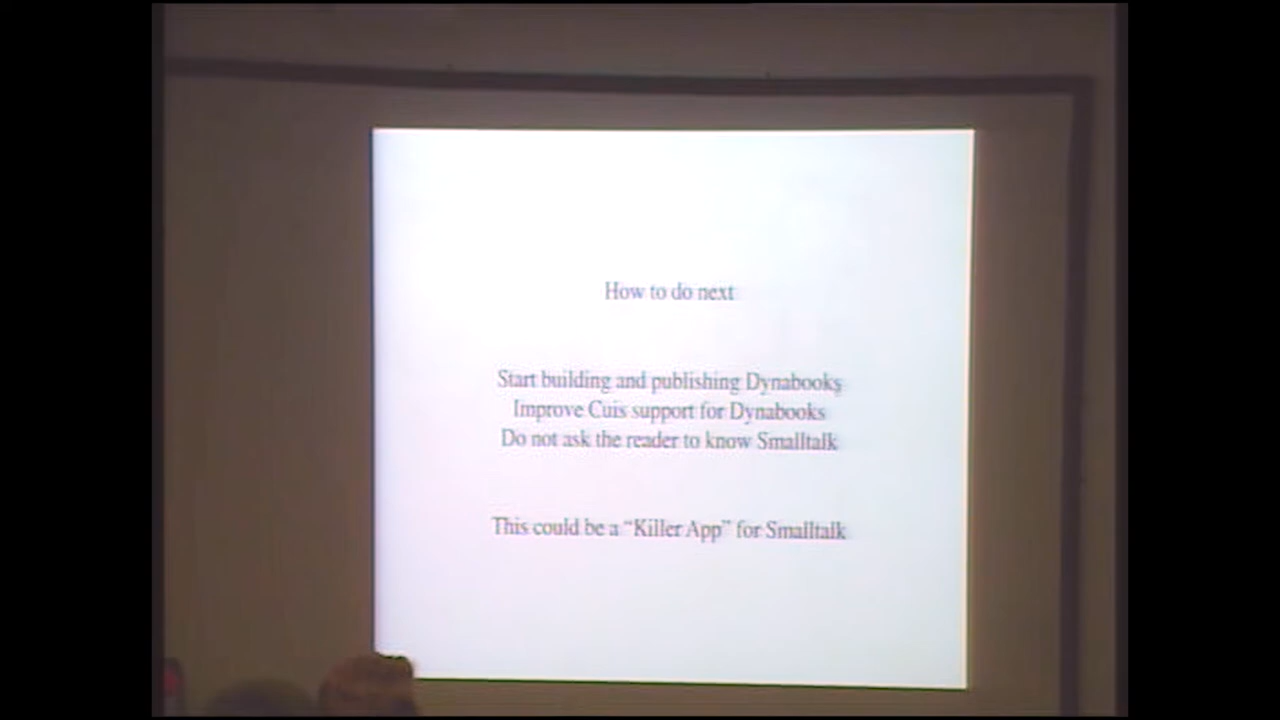 How to do next
Start building and publishing Dynabooks
Improve Cuis support for Dynabooks
Do not ask the reader to know Smalltalk
This could be a “Killer App” for Smalltalk